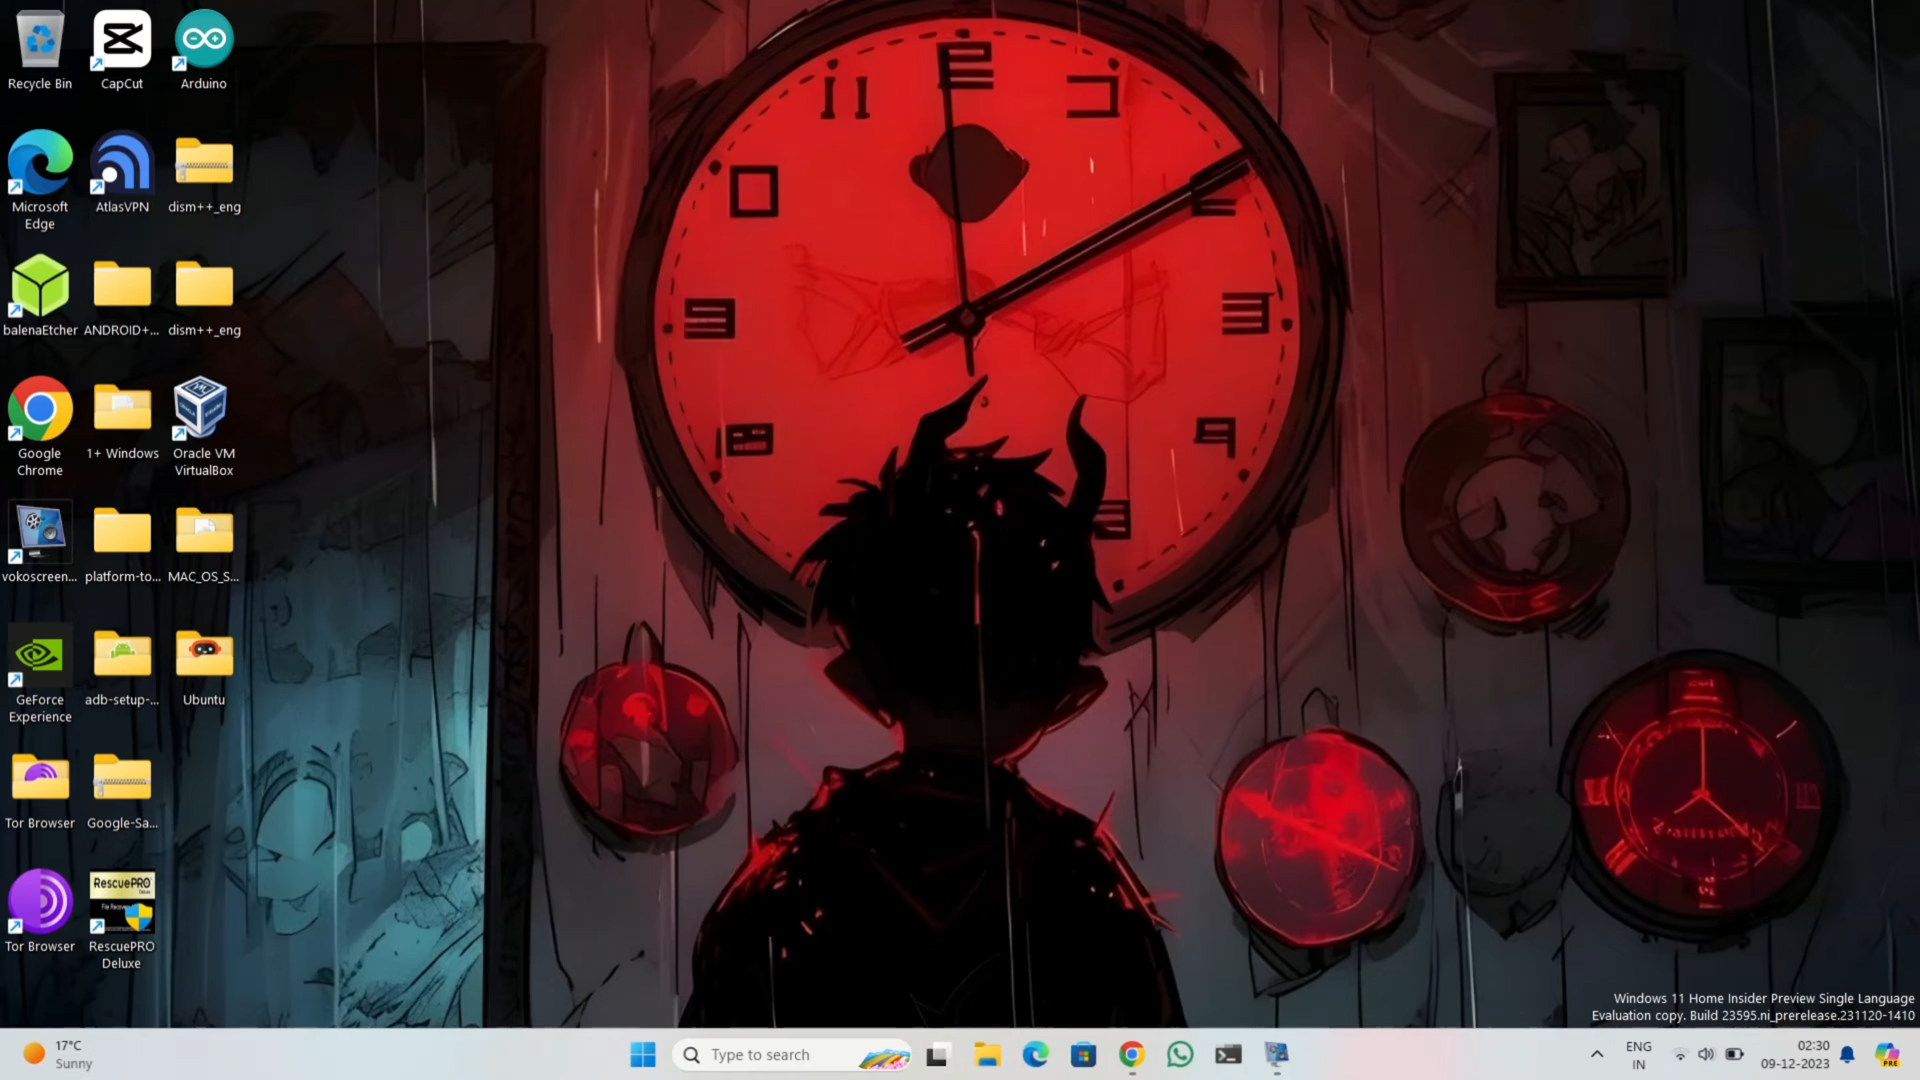 Recycle Bin
CapCut
Arduino
Microsoft
Edge
AtlasVPN
dism++_eng
balenaEtcher
ANDROID+...
dism++_eng
Google
Chrome
1+ Windows
Oracle VM
VirtualBox
vokoscreen...
platform-to...
MAC_OS_S...
GeForce
Experience
adb-setup-...
Ubuntu
Tor Browser
Google-Sa...
Tor Browser
RescuePRO
RescuePRO
Deluxe
Windows 11 Home Insider Preview Single Language
Evaluation copy. Build 23595.ni_prerelease.231120-1410
17°C
Sunny
Type to search
ENG
IN
02:30
09-12-2023
PRE